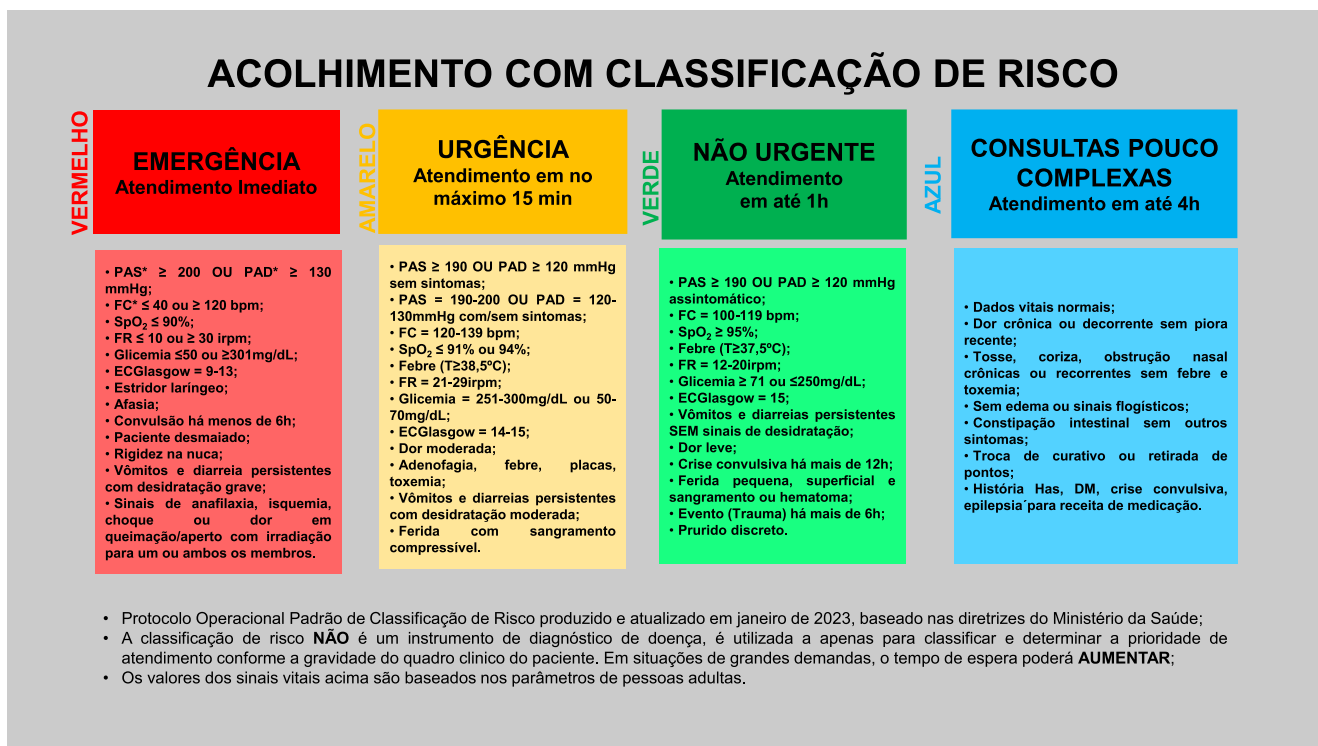 ACOLHIMENTO COM CLASSIFICAÇÃO DE RISCO
VERMELHO
EMERGÊNCIA
Atendimento Imediato
• PAS* ≥ 200 OU PAD* ≥ 130
mmHg;
• FC* ≤ 40 ou ≥ 120 bpm;
• SpO2 ≤ 90%;
• FR ≤ 10 ou ≥ 30 irpm;
• Glicemia ≤50 ou ≥301mg/dL;
• ECGlasgow = 9-13;
• Estridor laríngeo;
• Afasia;
• Convulsão há menos de 6h;
• Paciente desmaiado;
• Rigidez na nuca;
• Vômitos e diarreia persistentes
com desidratação grave;
• Sinais de anafilaxia, isquemia,
choque ou dor em
queimação/aperto com irradiação
para um ou ambos os membros.
AMARELO
URGÊNCIA
Atendimento em no
máximo 15 min
• PAS ≥ 190 OU PAD ≥ 120 mmHg
sem sintomas;
• PAS = 190-200 OU PAD = 120-
130mmHg com/sem sintomas;
• FC = 120-139 bpm;
• SpO2 ≤ 91% ou 94%;
• Febre (T≥38,5ºC);
• FR = 21-29irpm;
• Glicemia = 251-300mg/dL ou 50-
70mg/dL;
• ECGlasgow = 14-15;
• Dor moderada;
• Adenofagia, febre, placas,
toxemia;
• Vômitos e diarreias persistentes
com desidratação moderada;
• Ferida com sangramento
compressível.
VERDE
NÃO URGENTE
Atendimento
em até 1h
• PAS ≥ 190 OU PAD ≥ 120 mmHg
assintomático;
• FC = 100-119 bpm;
• SpO2 ≥ 95%;
• Febre (T≥37,5ºC);
• FR = 12-20irpm;
• Glicemia ≥ 71 ou ≤250mg/dL;
• ECGlasgow = 15;
• Vômitos e diarreias persistentes
SEM sinais de desidratação;
• Dor leve;
• Crise convulsiva há mais de 12h;
• Ferida pequena, superficial e
sangramento ou hematoma;
• Evento (Trauma) há mais de 6h;
• Prurido discreto.
AZUL
CONSULTAS POUCO
COMPLEXAS
Atendimento em até 4h
• Dados vitais normais;
• Dor crônica ou decorrente sem piora
recente;
• Tosse, coriza, obstrução nasal
crônicas ou recorrentes sem febre e
toxemia;
• Sem edema ou sinais flogísticos;
• Constipação intestinal sem outros
sintomas;
• Troca de curativo ou retirada de
pontos;
• História Has, DM, crise convulsiva,
epilepsia´para receita de medicação.
• Protocolo Operacional Padrão de Classificação de Risco produzido e atualizado em janeiro de 2023, baseado nas diretrizes do Ministério da Saúde;
• A classificação de risco NÃO é um instrumento de diagnóstico de doença, é utilizada a apenas para classificar e determinar a prioridade de
atendimento conforme a gravidade do quadro clinico do paciente. Em situações de grandes demandas, o tempo de espera poderá AUMENTAR;
• Os valores dos sinais vitais acima são baseados nos parâmetros de pessoas adultas.